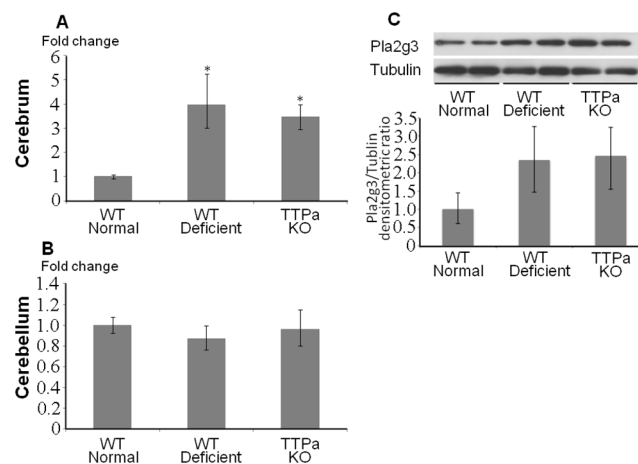 A
Fold change
Cerebrum
6
5
4
3
2
1
0
*
*
WT
Normal
WT
Deficient
TTPa
KO
B
Fold change
Cerebellum
1.4
1.2
1.0
0.8
0.6
0.4
0.2
0
WT
Normal
WT
Deficient
TTPa
KO
C
Pla2g3
Tubulin
WT
Normal
WT
Deficient
TTPa
KO
Pla2g3/Tublin
densitometric ratio
3.5
3.0
2.5
2.0
1.5
1.0
0.5
0
WT
Normal
WT
Deficient
TTPa
KO